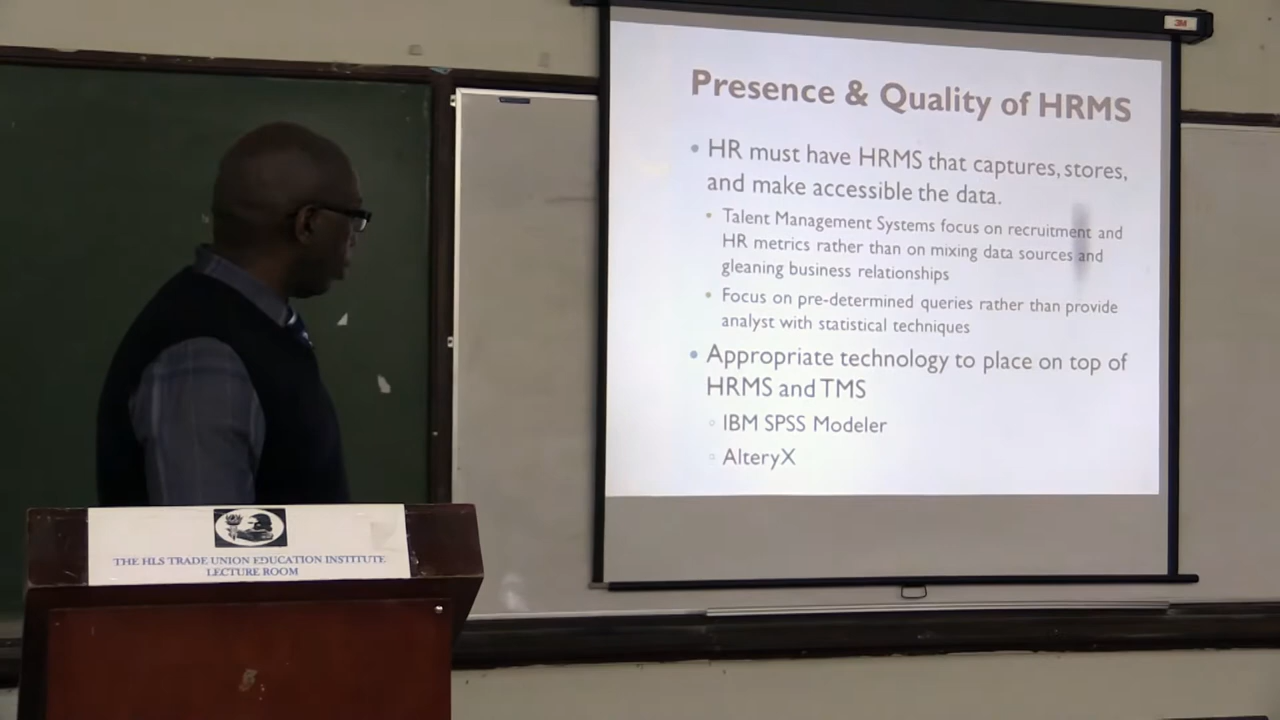 3M
Presence & Quality of HRMS
• HR must have HRMS that captures, stores,
and make accessible the data.
• Talent Management Systems focus on recruitment and
HR metrics rather than on mixing data sources and
gleaning business relationships
• Focus on pre-determined queries rather than provide
analyst with statistical techniques
• Appropriate technology to place on top of
HRMS and TMS
○ IBM SPSS Modeler
○ AlteryX
THE HLS TRADE UNION EDUCATION INSTITUTE
LECTURE ROOM